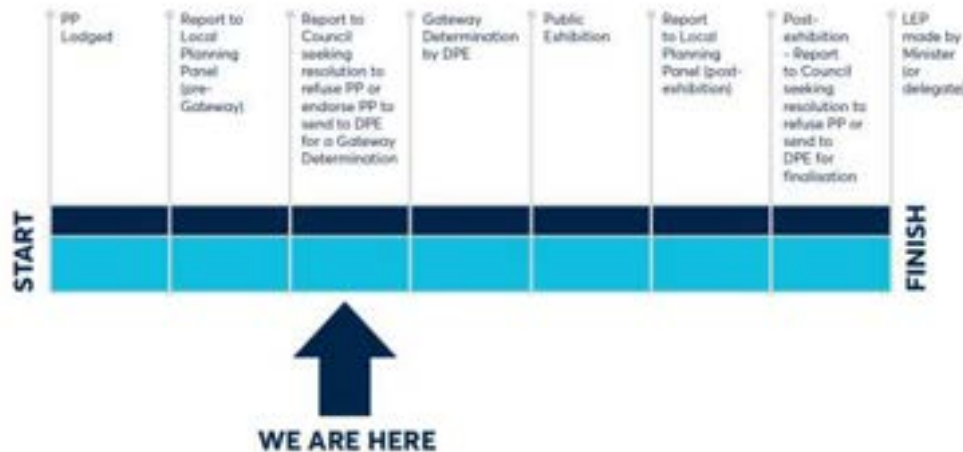 PP
Lodged
Report to
Local
Planning
Panel
(pre-
Gateway)
Report to
Council
seeking
resolution to
refuse PP or
endorse PP to
send to DPE
for a Gateway
Determination
Gateway
Determination
by DPE
Public
Exhibition
Report
to Local
Planning
Panel (post-
exhibition)
Post-
exhibition
- Report
to Council
seeking
resolution to
refuse PP or
send to
DPE for
finalisation
LEP
made by
Minister
(or
delegate)
START
FINISH
WE ARE HERE